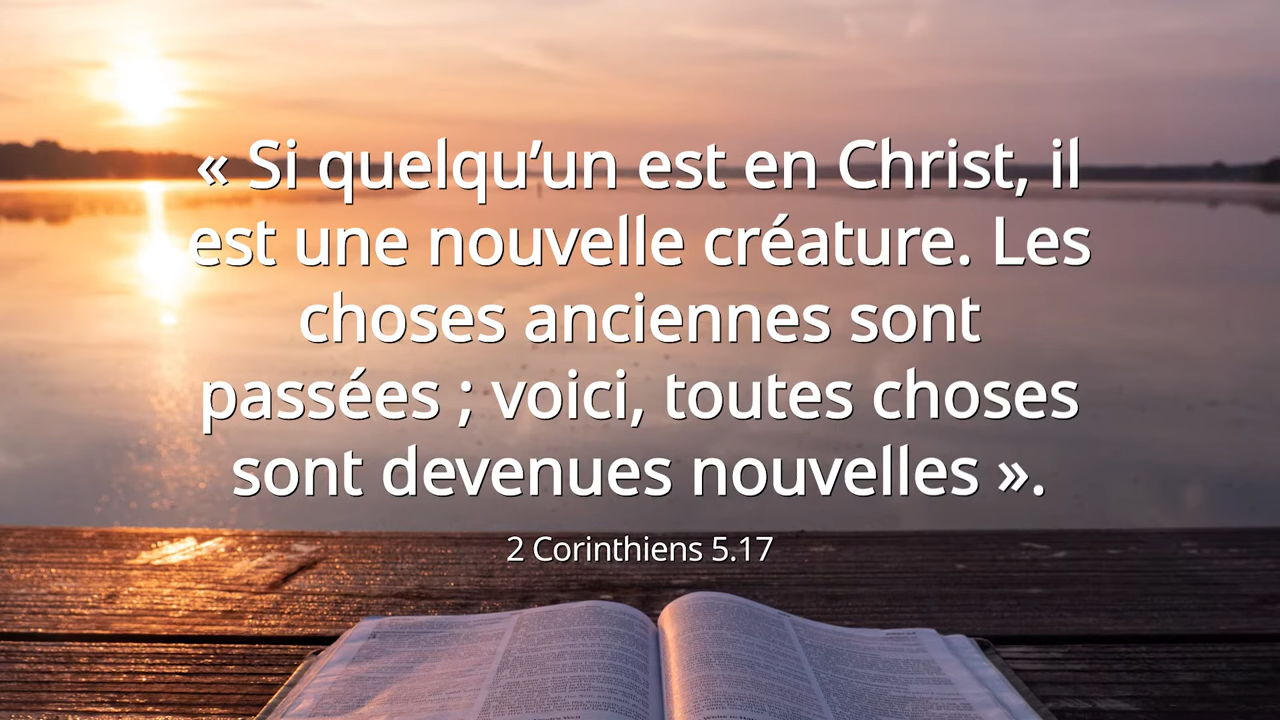 « Si quelqu’un est en Christ, il
est une nouvelle créature. Les
choses anciennes sont
passées ; voici, toutes choses
sont devenues nouvelles ».
2 Corinthiens 5.17